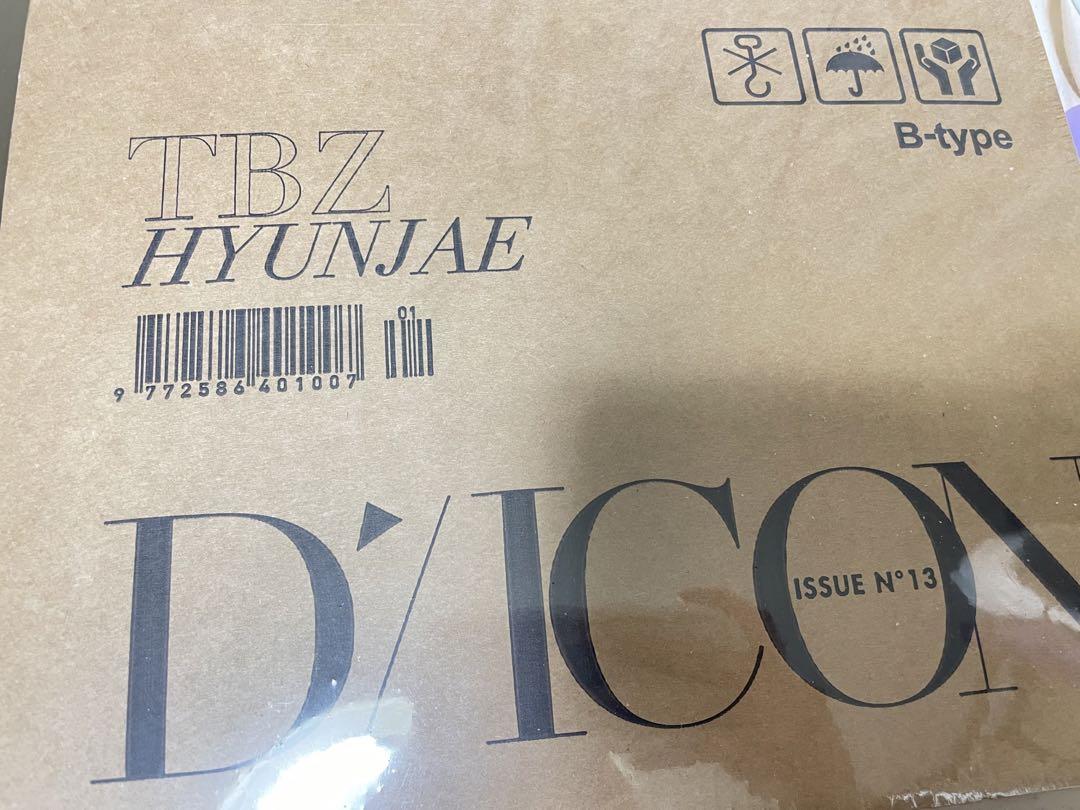 B-type
TBZ
HYUNJAE
01
9 772586 401007
D'/ICON
ISSUE N°13